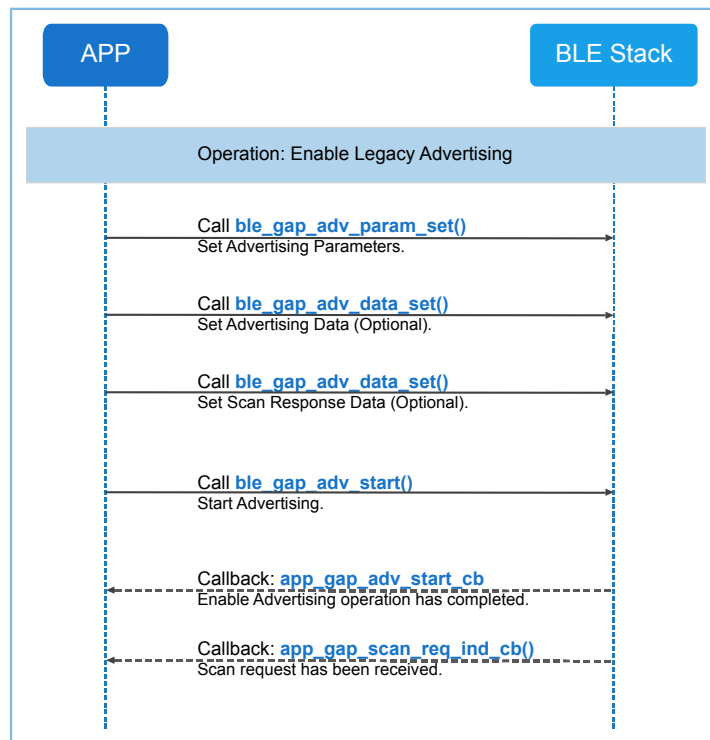 APP
BLE Stack
Operation: Enable Legacy Advertising
Call ble_gap_adv_param_set()
Set Advertising Parameters.
Call ble_gap_adv_data_set()
Set Advertising Data (Optional).
Call ble_gap_adv_data_set()
Set Scan Response Data (Optional).
Call ble_gap_adv_start()
Start Advertising.
Callback: app_gap_adv_start_cb
Enable Advertising operation has completed.
Callback: app_gap_scan_req_ind_cb()
Scan request has been received.